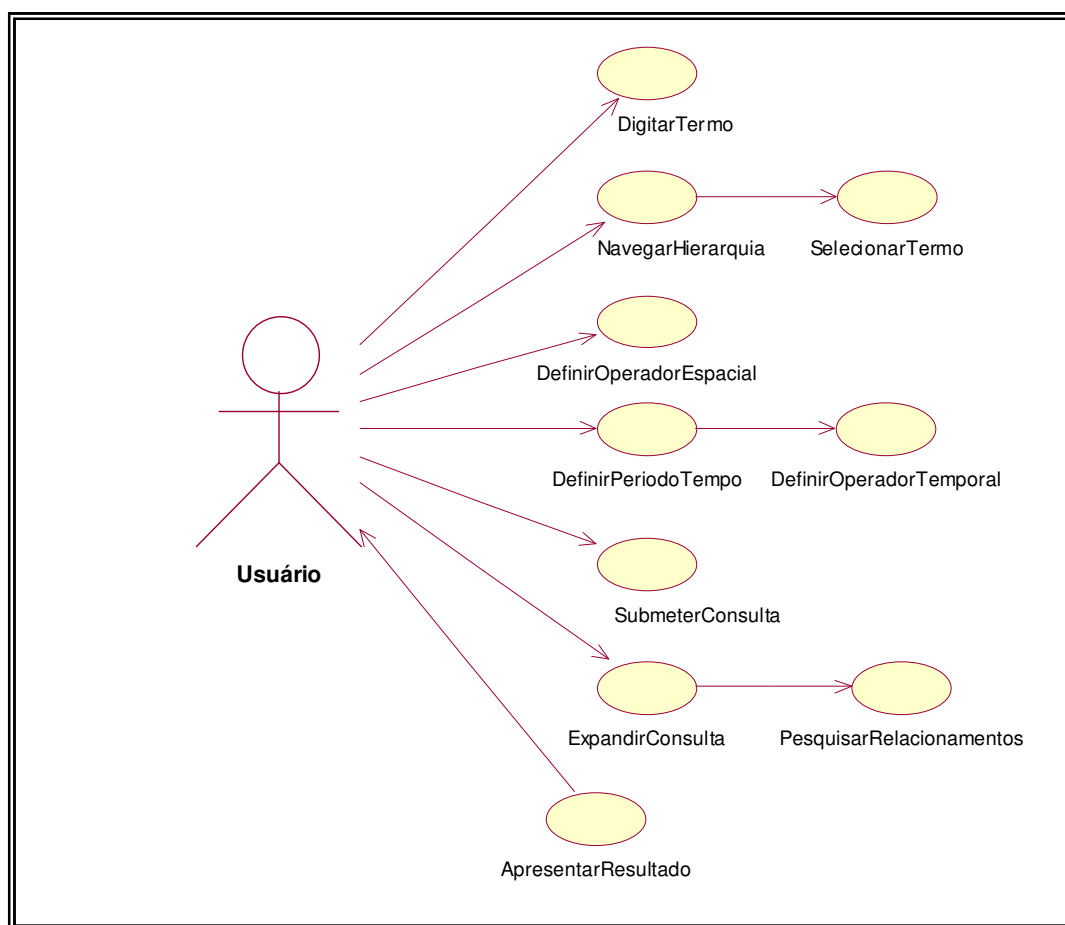 DigitarTermo
NavegarHierarquia
SelecionarTermo
DefinirOperadorEspacial
DefinirPeriodoTempo
DefinirOperadorTemporal
Usuário
SubmeterConsulta
ExpandirConsulta
PesquisarRelacionamentos
ApresentarResultado